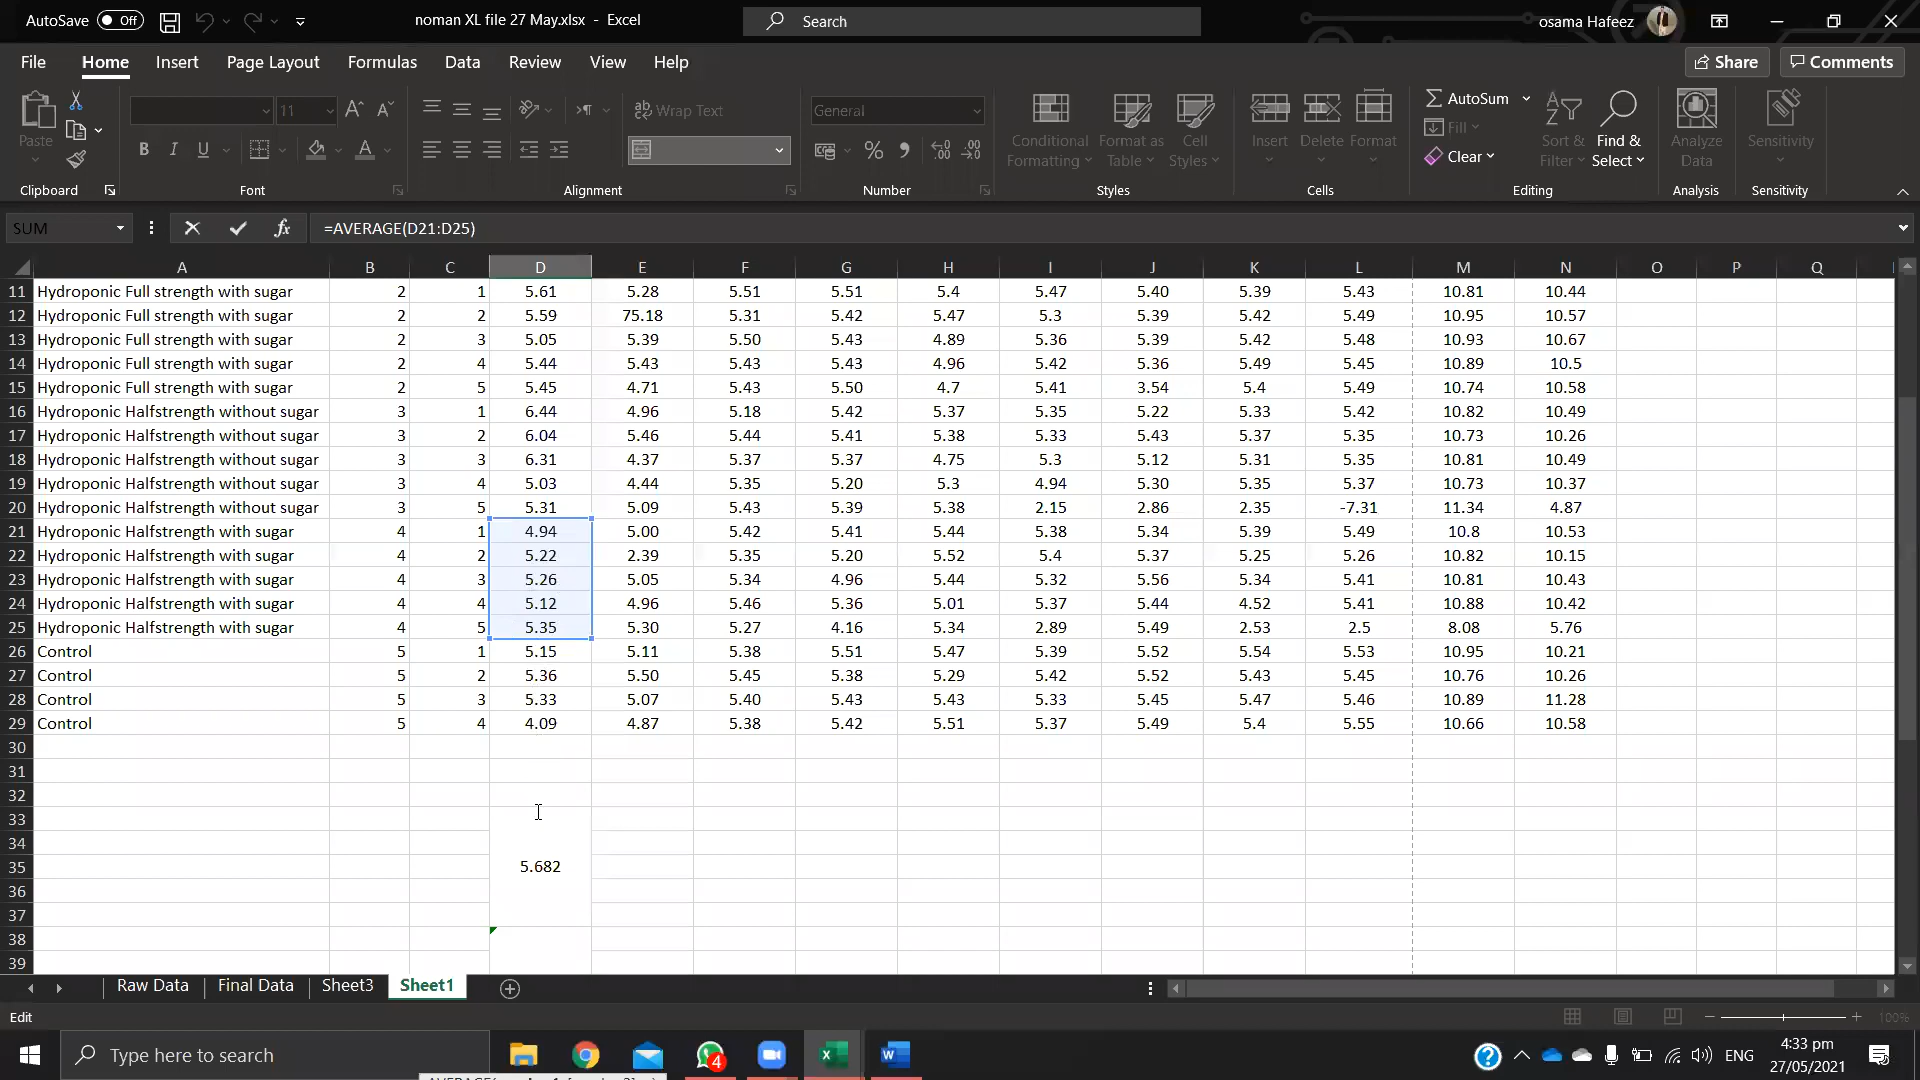 AutoSave Off noman XL file 27 May.xlsx - Excel Search osama Hafeez
File Home Insert Page Layout Formulas Data Review View Help Share Comments
Paste 11 B I U ab Wrap Text General % Conditional Formatting Format as Table Cell Styles Insert Delete Format AutoSum Fill Clear Sort & Filter Find & Select Analyze Data Sensitivity
Clipboard Font Alignment Number Styles Cells Editing Analysis Sensitivity
SUM fx =AVERAGE(D21:D25)
A B C D E F G H I J K L M N O P Q
11 Hydroponic Full strength with sugar 2 1 5.61 5.28 5.51 5.51 5.4 5.47 5.40 5.39 5.43 10.81 10.44
12 Hydroponic Full strength with sugar 2 2 5.59 75.18 5.31 5.42 5.47 5.3 5.39 5.42 5.49 10.95 10.57
13 Hydroponic Full strength with sugar 2 3 5.05 5.39 5.50 5.43 4.89 5.36 5.39 5.42 5.48 10.93 10.67
14 Hydroponic Full strength with sugar 2 4 5.44 5.43 5.43 5.43 4.96 5.42 5.36 5.49 5.45 10.89 10.5
15 Hydroponic Full strength with sugar 2 5 5.45 4.71 5.43 5.50 4.7 5.41 3.54 5.4 5.49 10.74 10.58
16 Hydroponic Halfstrength without sugar 3 1 6.44 4.96 5.18 5.42 5.37 5.35 5.22 5.33 5.42 10.82 10.49
17 Hydroponic Halfstrength without sugar 3 2 6.04 5.46 5.44 5.41 5.38 5.33 5.43 5.37 5.35 10.73 10.26
18 Hydroponic Halfstrength without sugar 3 3 6.31 4.37 5.37 5.37 4.75 5.3 5.12 5.31 5.35 10.81 10.49
19 Hydroponic Halfstrength without sugar 3 4 5.03 4.44 5.35 5.20 5.3 4.94 5.30 5.35 5.37 10.73 10.37
20 Hydroponic Halfstrength without sugar 3 5 5.31 5.09 5.43 5.39 5.38 2.15 2.86 2.35 -7.31 11.34 4.87
21 Hydroponic Halfstrength with sugar 4 1 4.94 5.00 5.42 5.41 5.44 5.38 5.34 5.39 5.49 10.8 10.53
22 Hydroponic Halfstrength with sugar 4 2 5.22 2.39 5.35 5.20 5.52 5.4 5.37 5.25 5.26 10.82 10.15
23 Hydroponic Halfstrength with sugar 4 3 5.26 5.05 5.34 4.96 5.44 5.32 5.56 5.34 5.41 10.81 10.43
24 Hydroponic Halfstrength with sugar 4 4 5.12 4.96 5.46 5.36 5.01 5.37 5.44 4.52 5.41 10.88 10.42
25 Hydroponic Halfstrength with sugar 4 5 5.35 5.30 5.27 4.16 5.34 2.89 5.49 2.53 2.5 8.08 5.76
26 Control 5 1 5.15 5.11 5.38 5.51 5.47 5.39 5.52 5.54 5.53 10.95 10.21
27 Control 5 2 5.36 5.50 5.45 5.38 5.29 5.42 5.52 5.43 5.45 10.76 10.26
28 Control 5 3 5.33 5.07 5.40 5.43 5.43 5.33 5.45 5.47 5.46 10.89 11.28
29 Control 5 4 4.09 4.87 5.38 5.42 5.51 5.37 5.49 5.4 5.55 10.66 10.58
30
31
32
33
34
35 5.682
36
37
38
39
Raw Data Final Data Sheet3 Sheet1
Edit 100%
Type here to search 4 W ENG 4:33 pm
27/05/2021